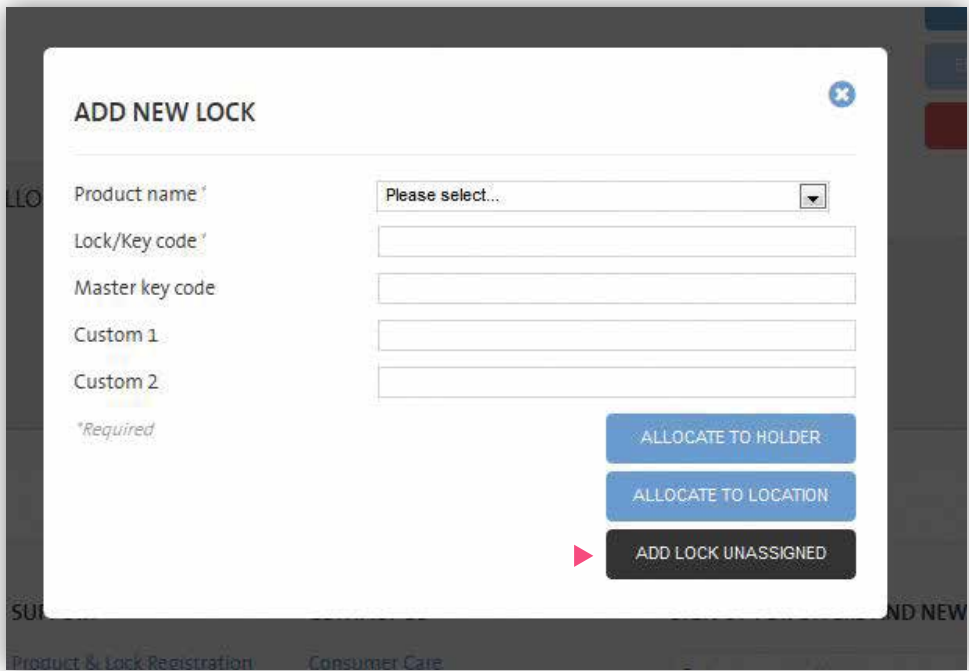 ADD NEW LOCK
Product name *
Please select...
Lock/Key code *
Master key code
Custom 1
Custom 2
*Required
ALLOCATE TO HOLDER
ALLOCATE TO LOCATION
ADD LOCK UNASSIGNED
Product & Lock Registration
Consumer Care